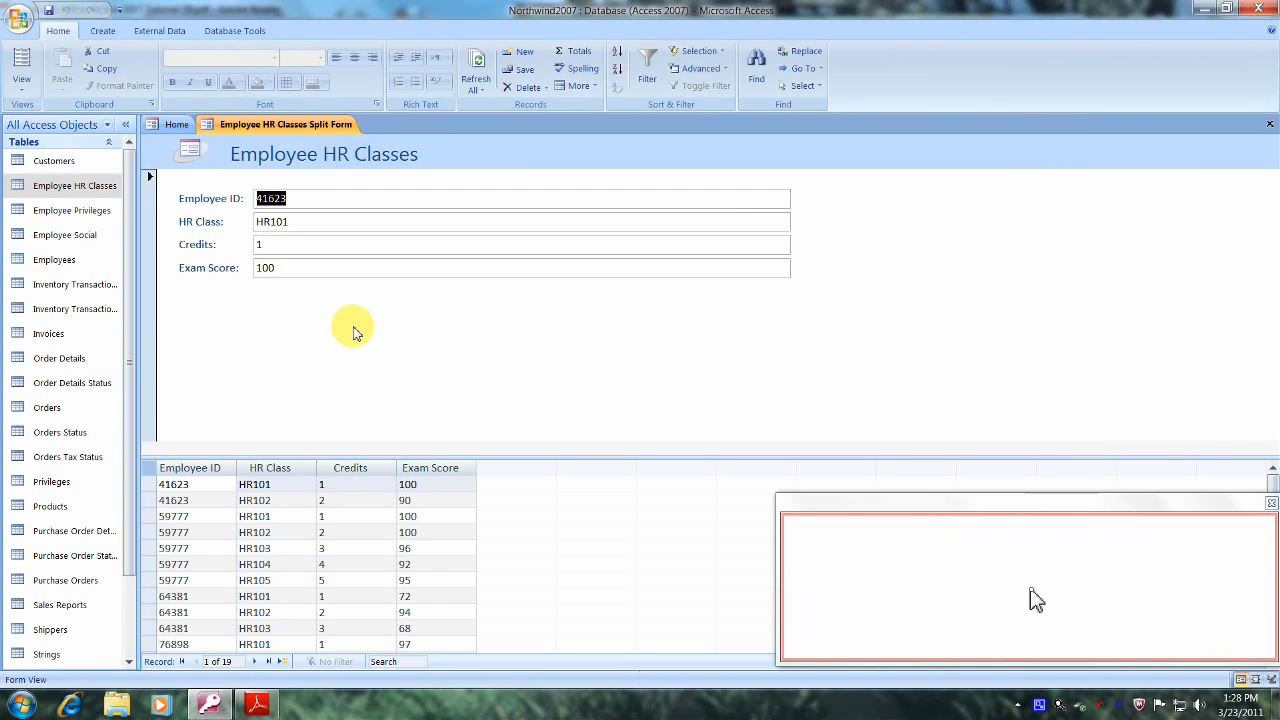 Northwind2007 : Database (Access 2007) - Microsoft Access
Home Create External Data Database Tools
View
Paste
Cut
Copy
Format Painter
B I U A
Refresh
All
New
Save
Delete
Σ Totals
Spelling
More
Filter
Selection
Advanced
Toggle Filter
Find
Replace
Go To
Select
Views Clipboard Font Rich Text Records Sort & Filter Find
All Access Objects «
Home Employee HR Classes Split Form
Tables
Customers
Employee HR Classes
Employee Privileges
Employee Social
Employees
Inventory Transactio...
Inventory Transactio...
Invoices
Order Details
Order Details Status
Orders
Orders Status
Orders Tax Status
Privileges
Products
Purchase Order Det...
Purchase Order Stat...
Purchase Orders
Sales Reports
Shippers
Strings
Employee HR Classes
Employee ID: 41623
HR Class: HR101
Credits: 1
Exam Score: 100
Employee ID HR Class Credits Exam Score
41623 HR101 1 100
41623 HR102 2 90
59777 HR101 1 100
59777 HR102 2 100
59777 HR103 3 96
59777 HR104 4 92
59777 HR105 5 95
64381 HR101 1 72
64381 HR102 2 94
64381 HR103 3 68
76898 HR101 1 97
Record: 1 of 19 No Filter Search
Form View
1:28 PM
3/23/2011